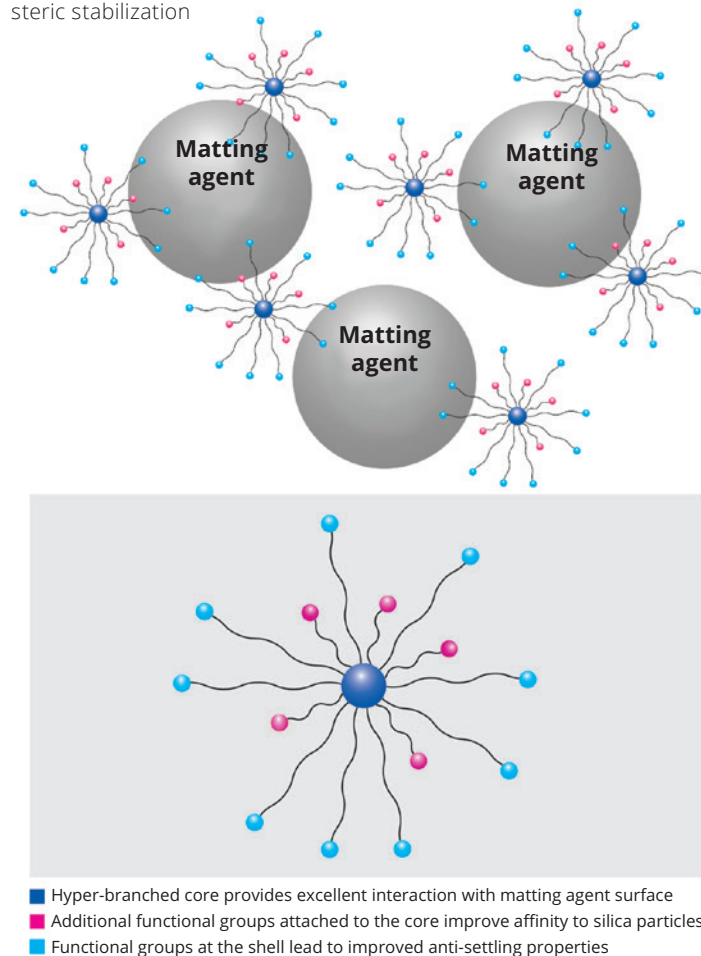 steric stabilization
Matting
agent
Matting
agent
Matting
agent
Hyper-branched core provides excellent interaction with matting agent surface
Additional functional groups attached to the core improve affinity to silica particles
Functional groups at the shell lead to improved anti-settling properties